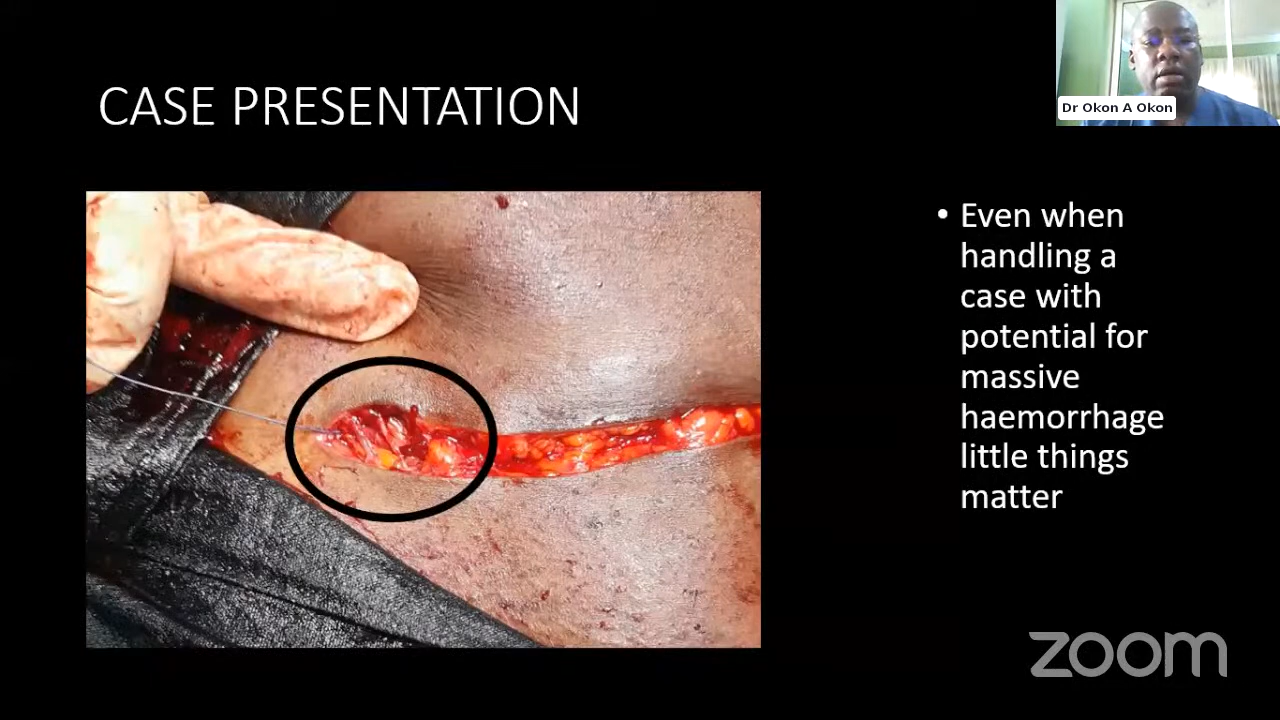 Dr Okon A Okon
CASE PRESENTATION
• Even when
handling a
case with
potential for
massive
haemorrhage
little things
matter
zoom